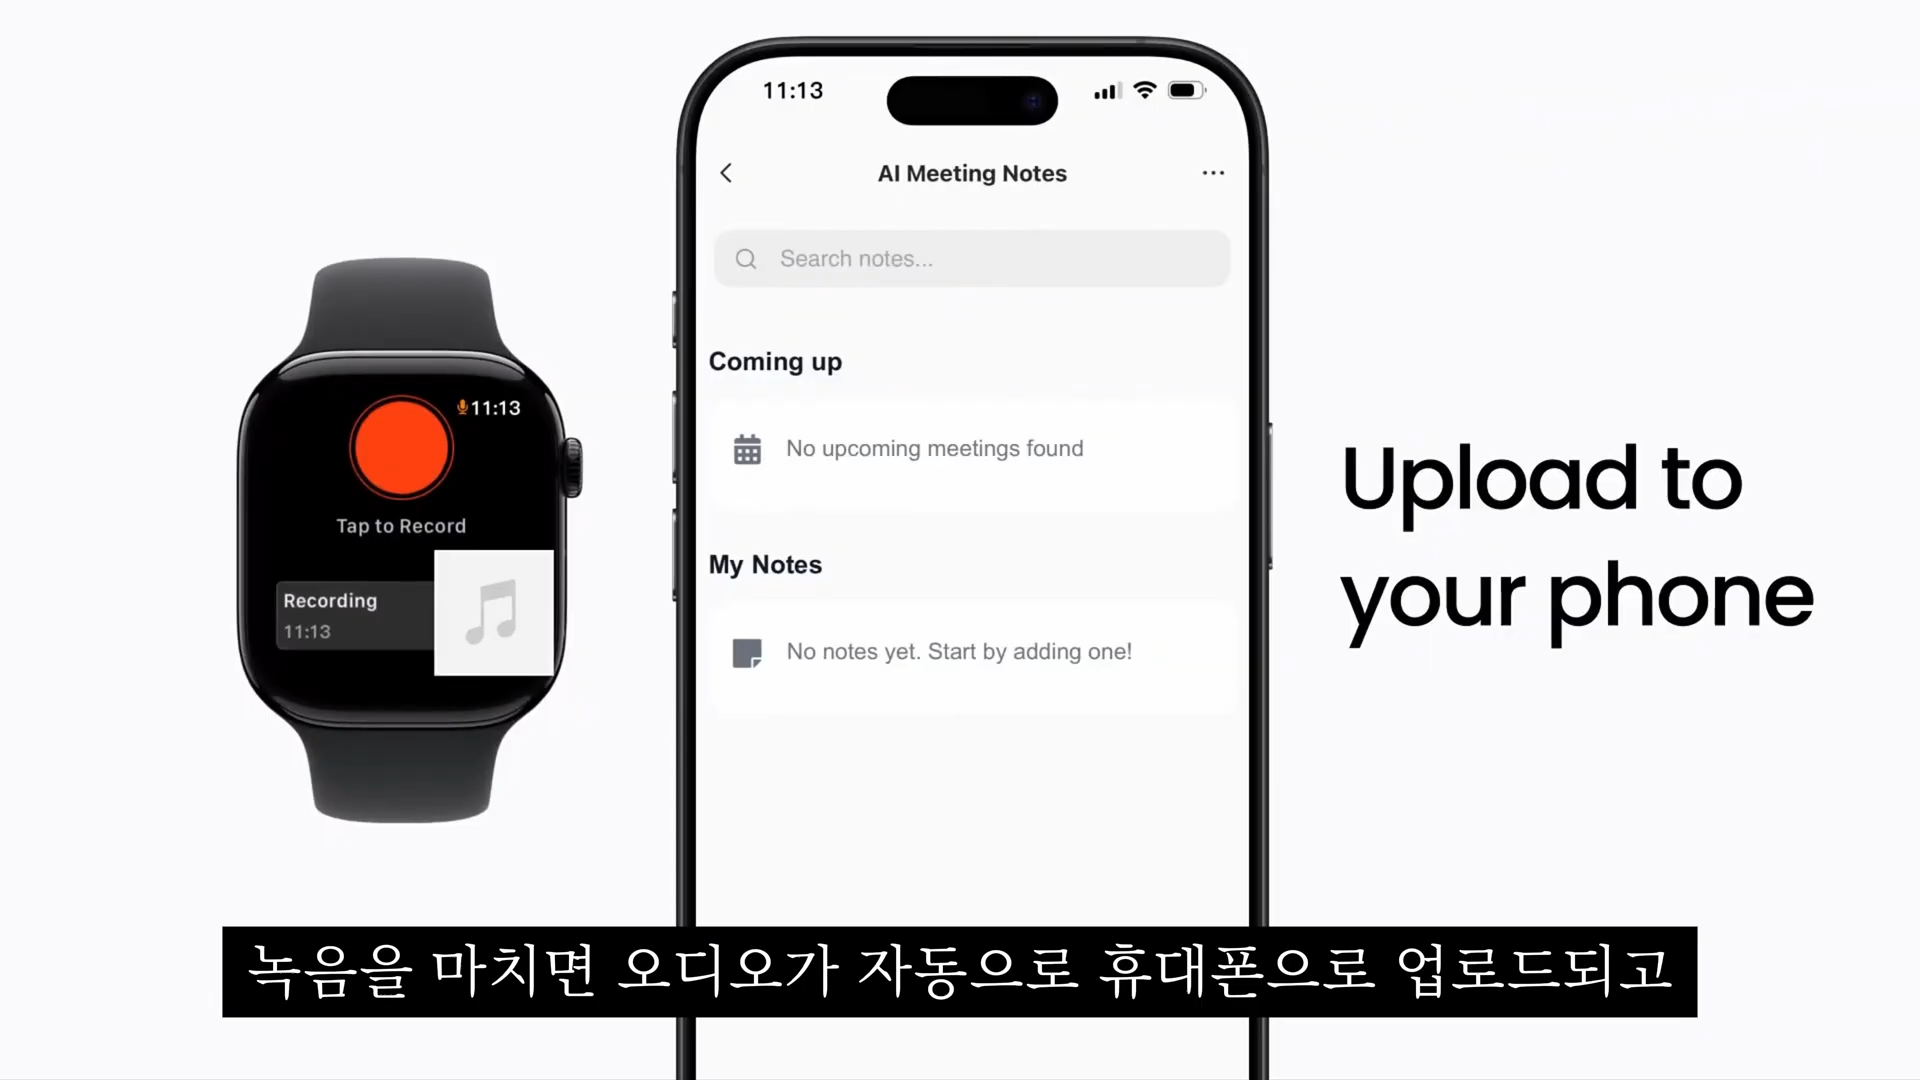 11:13
AI Meeting Notes
Search notes...
Coming up
No upcoming meetings found
My Notes
No notes yet. Start by adding one!
11:13
Tap to Record
Recording
11:13
Upload to
your phone
녹음을 마치면 오디오가 자동으로 휴대폰으로 업로드되고